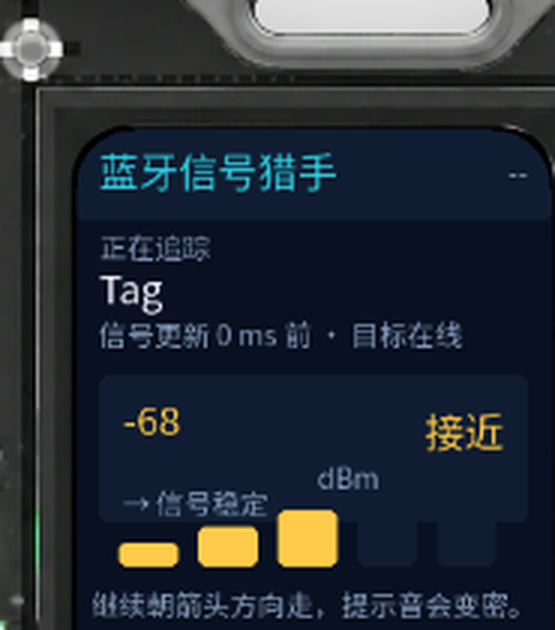 蓝牙信号猎手 --
正在追踪
Tag
信号更新 0 ms 前 · 目标在线
-68 接近
dBm
→ 信号稳定
继续朝箭头方向走，提示音会变密。